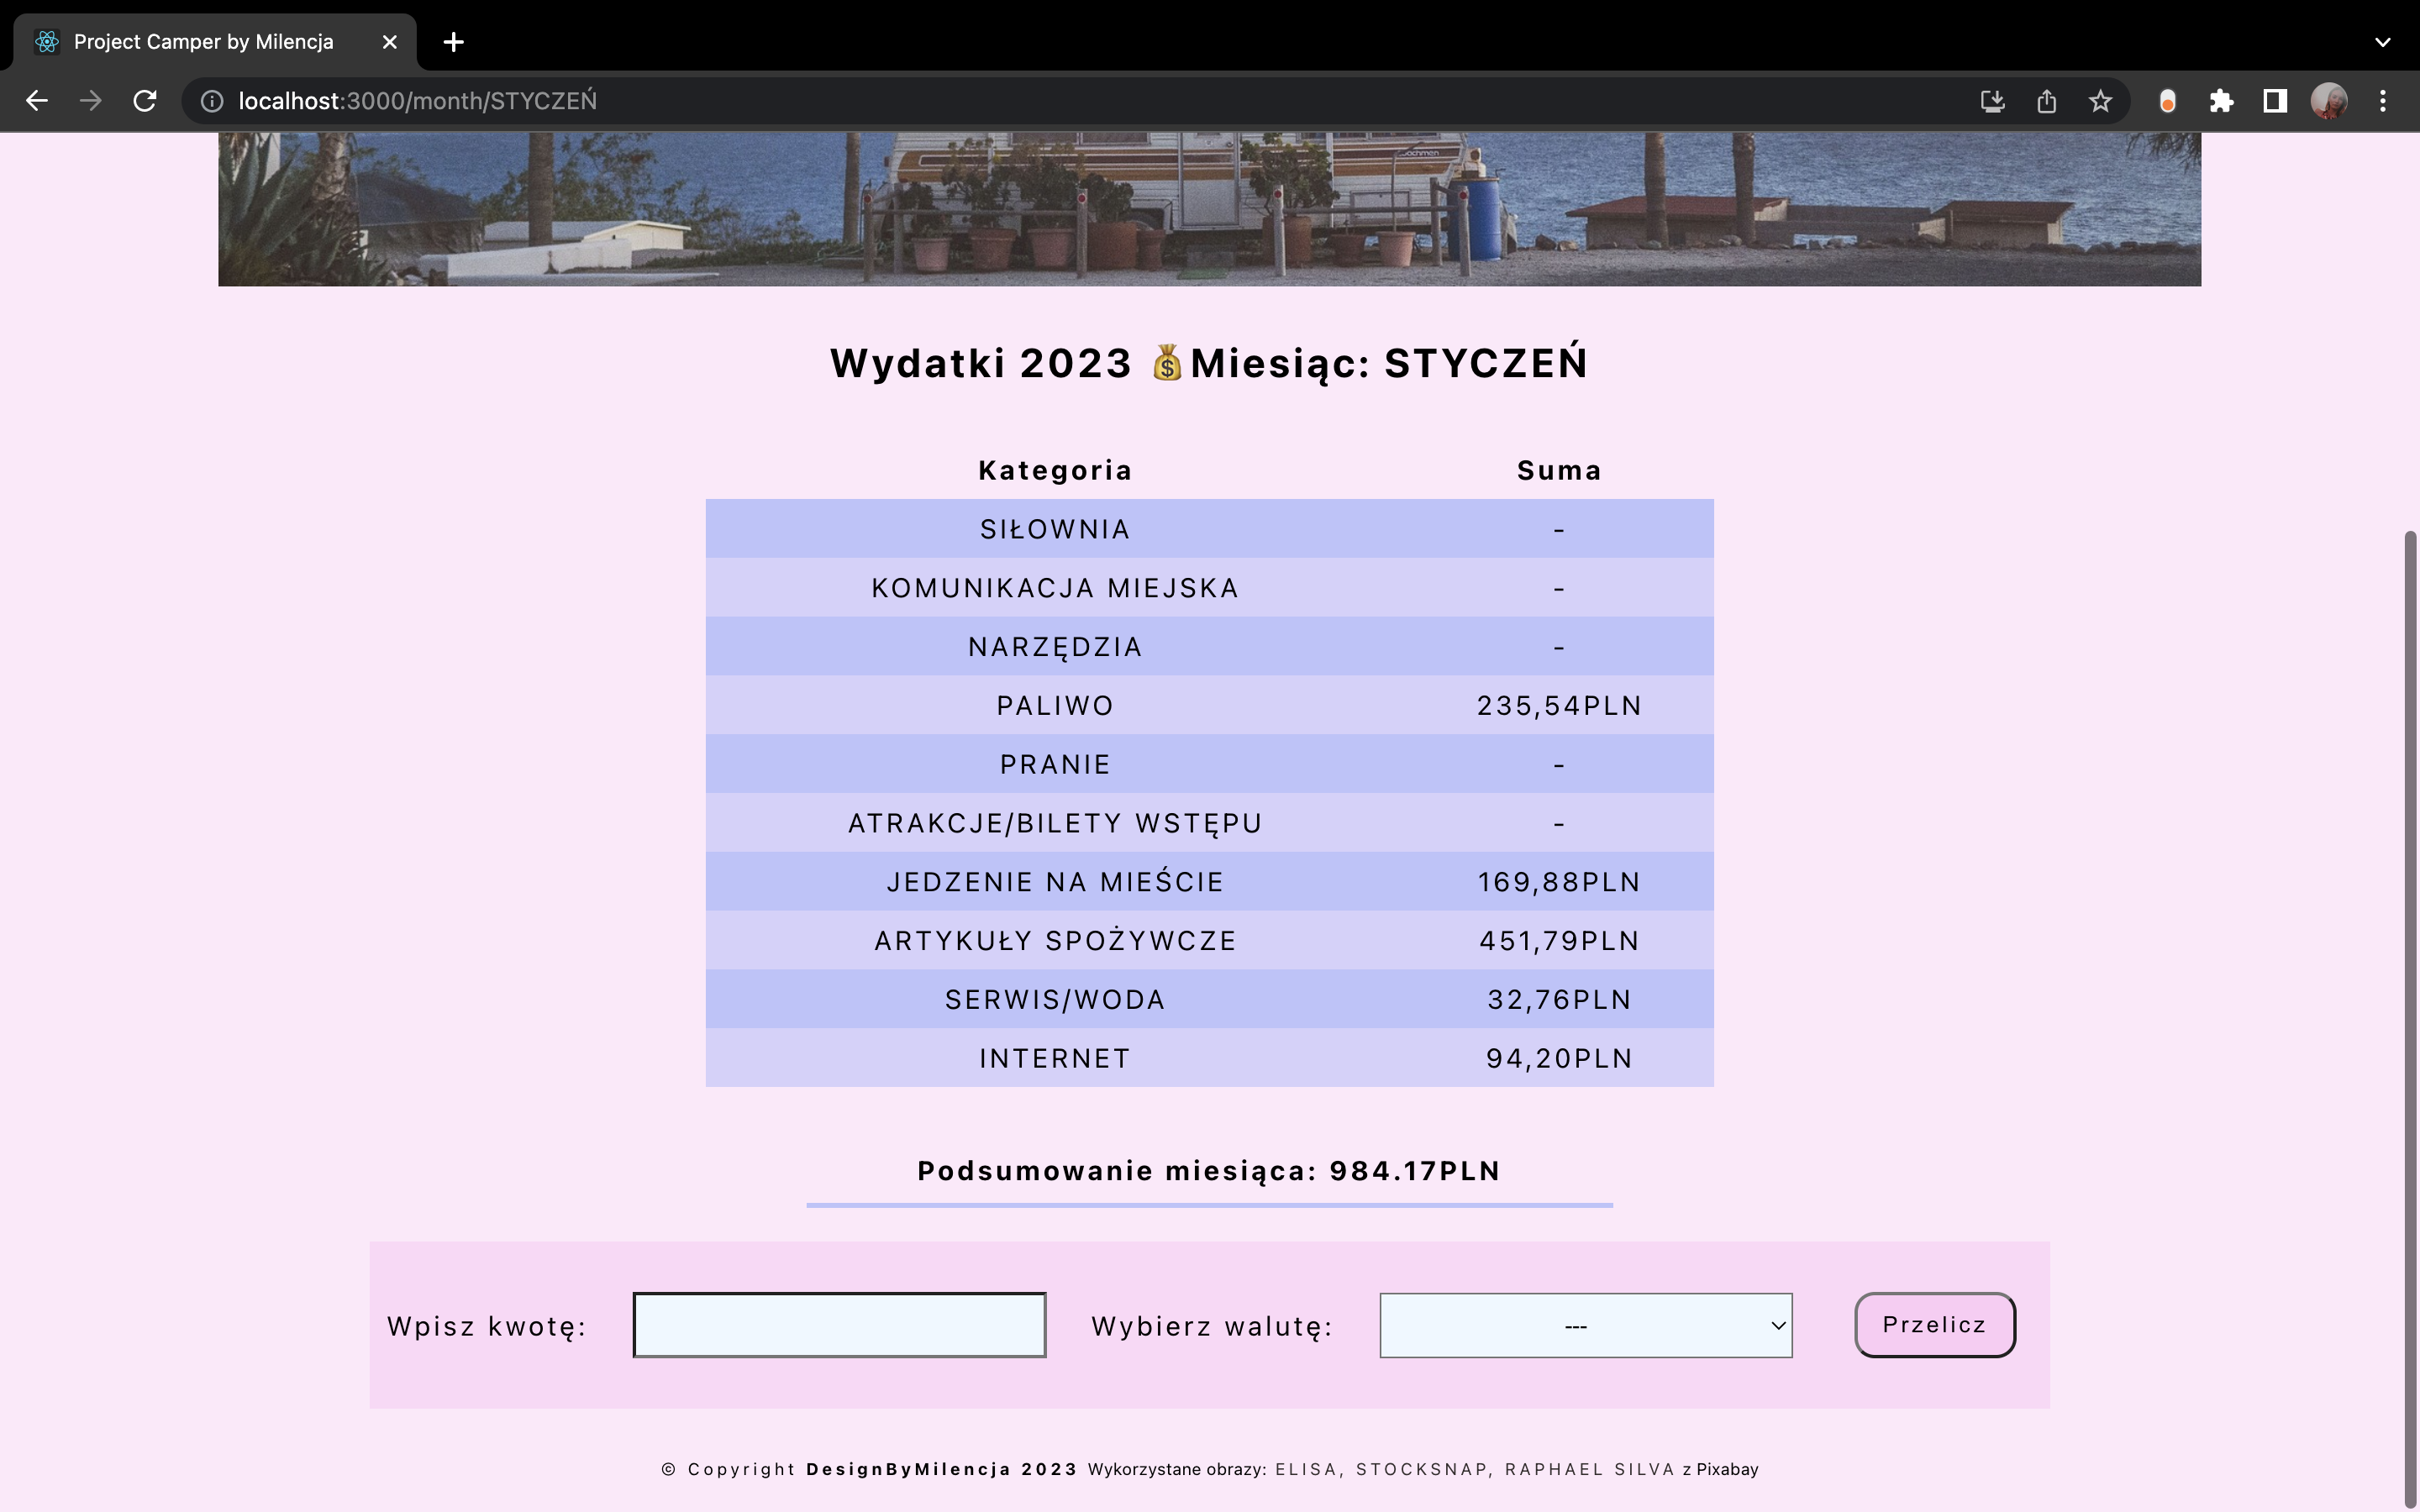 Project Camper by Milencja
localhost:3000/month/STYCZEŃ
Wydatki 2023 💰Miesiąc: STYCZEŃ
Kategoria Suma
SIŁOWNIA -
KOMUNIKACJA MIEJSKA -
NARZĘDZIA -
PALIWO 235,54PLN
PRANIE -
ATRAKCJE/BILETY WSTĘPU -
JEDZENIE NA MIEŚCIE 169,88PLN
ARTYKUŁY SPOŻYWCZE 451,79PLN
SERWIS/WODA 32,76PLN
INTERNET 94,20PLN
Podsumowanie miesiąca: 984.17PLN
Wpisz kwotę: Wybierz walutę: --- Przelicz
© Copyright DesignByMilencja 2023 Wykorzystane obrazy: ELISA, STOCKSNAP, RAPHAEL SILVA z Pixabay